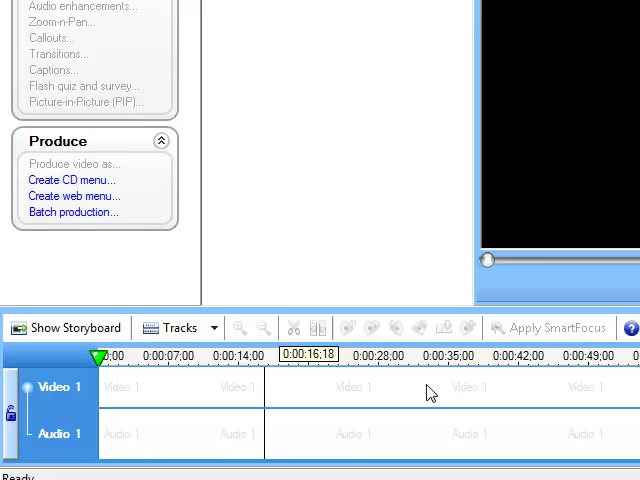 Audio enhancements...
Zoom-n-Pan...
Callouts...
Transitions...
Captions...
Flash quiz and survey...
Picture-in-Picture (PIP)...
Produce
Produce video as...
Create CD menu...
Create web menu...
Batch production...
Show Storyboard Tracks Apply SmartFocus ?
0:00 0:00:07;00 0:00:14;00 0:00:16;18 0:00:28;00 0:00:35;00 0:00:42;00 0:00:49;00 0
Video 1 Video 1 Video 1 Video 1 Video 1 Video 1
Audio 1 Audio 1 Audio 1 Audio 1 Audio 1 Audio 1
Ready